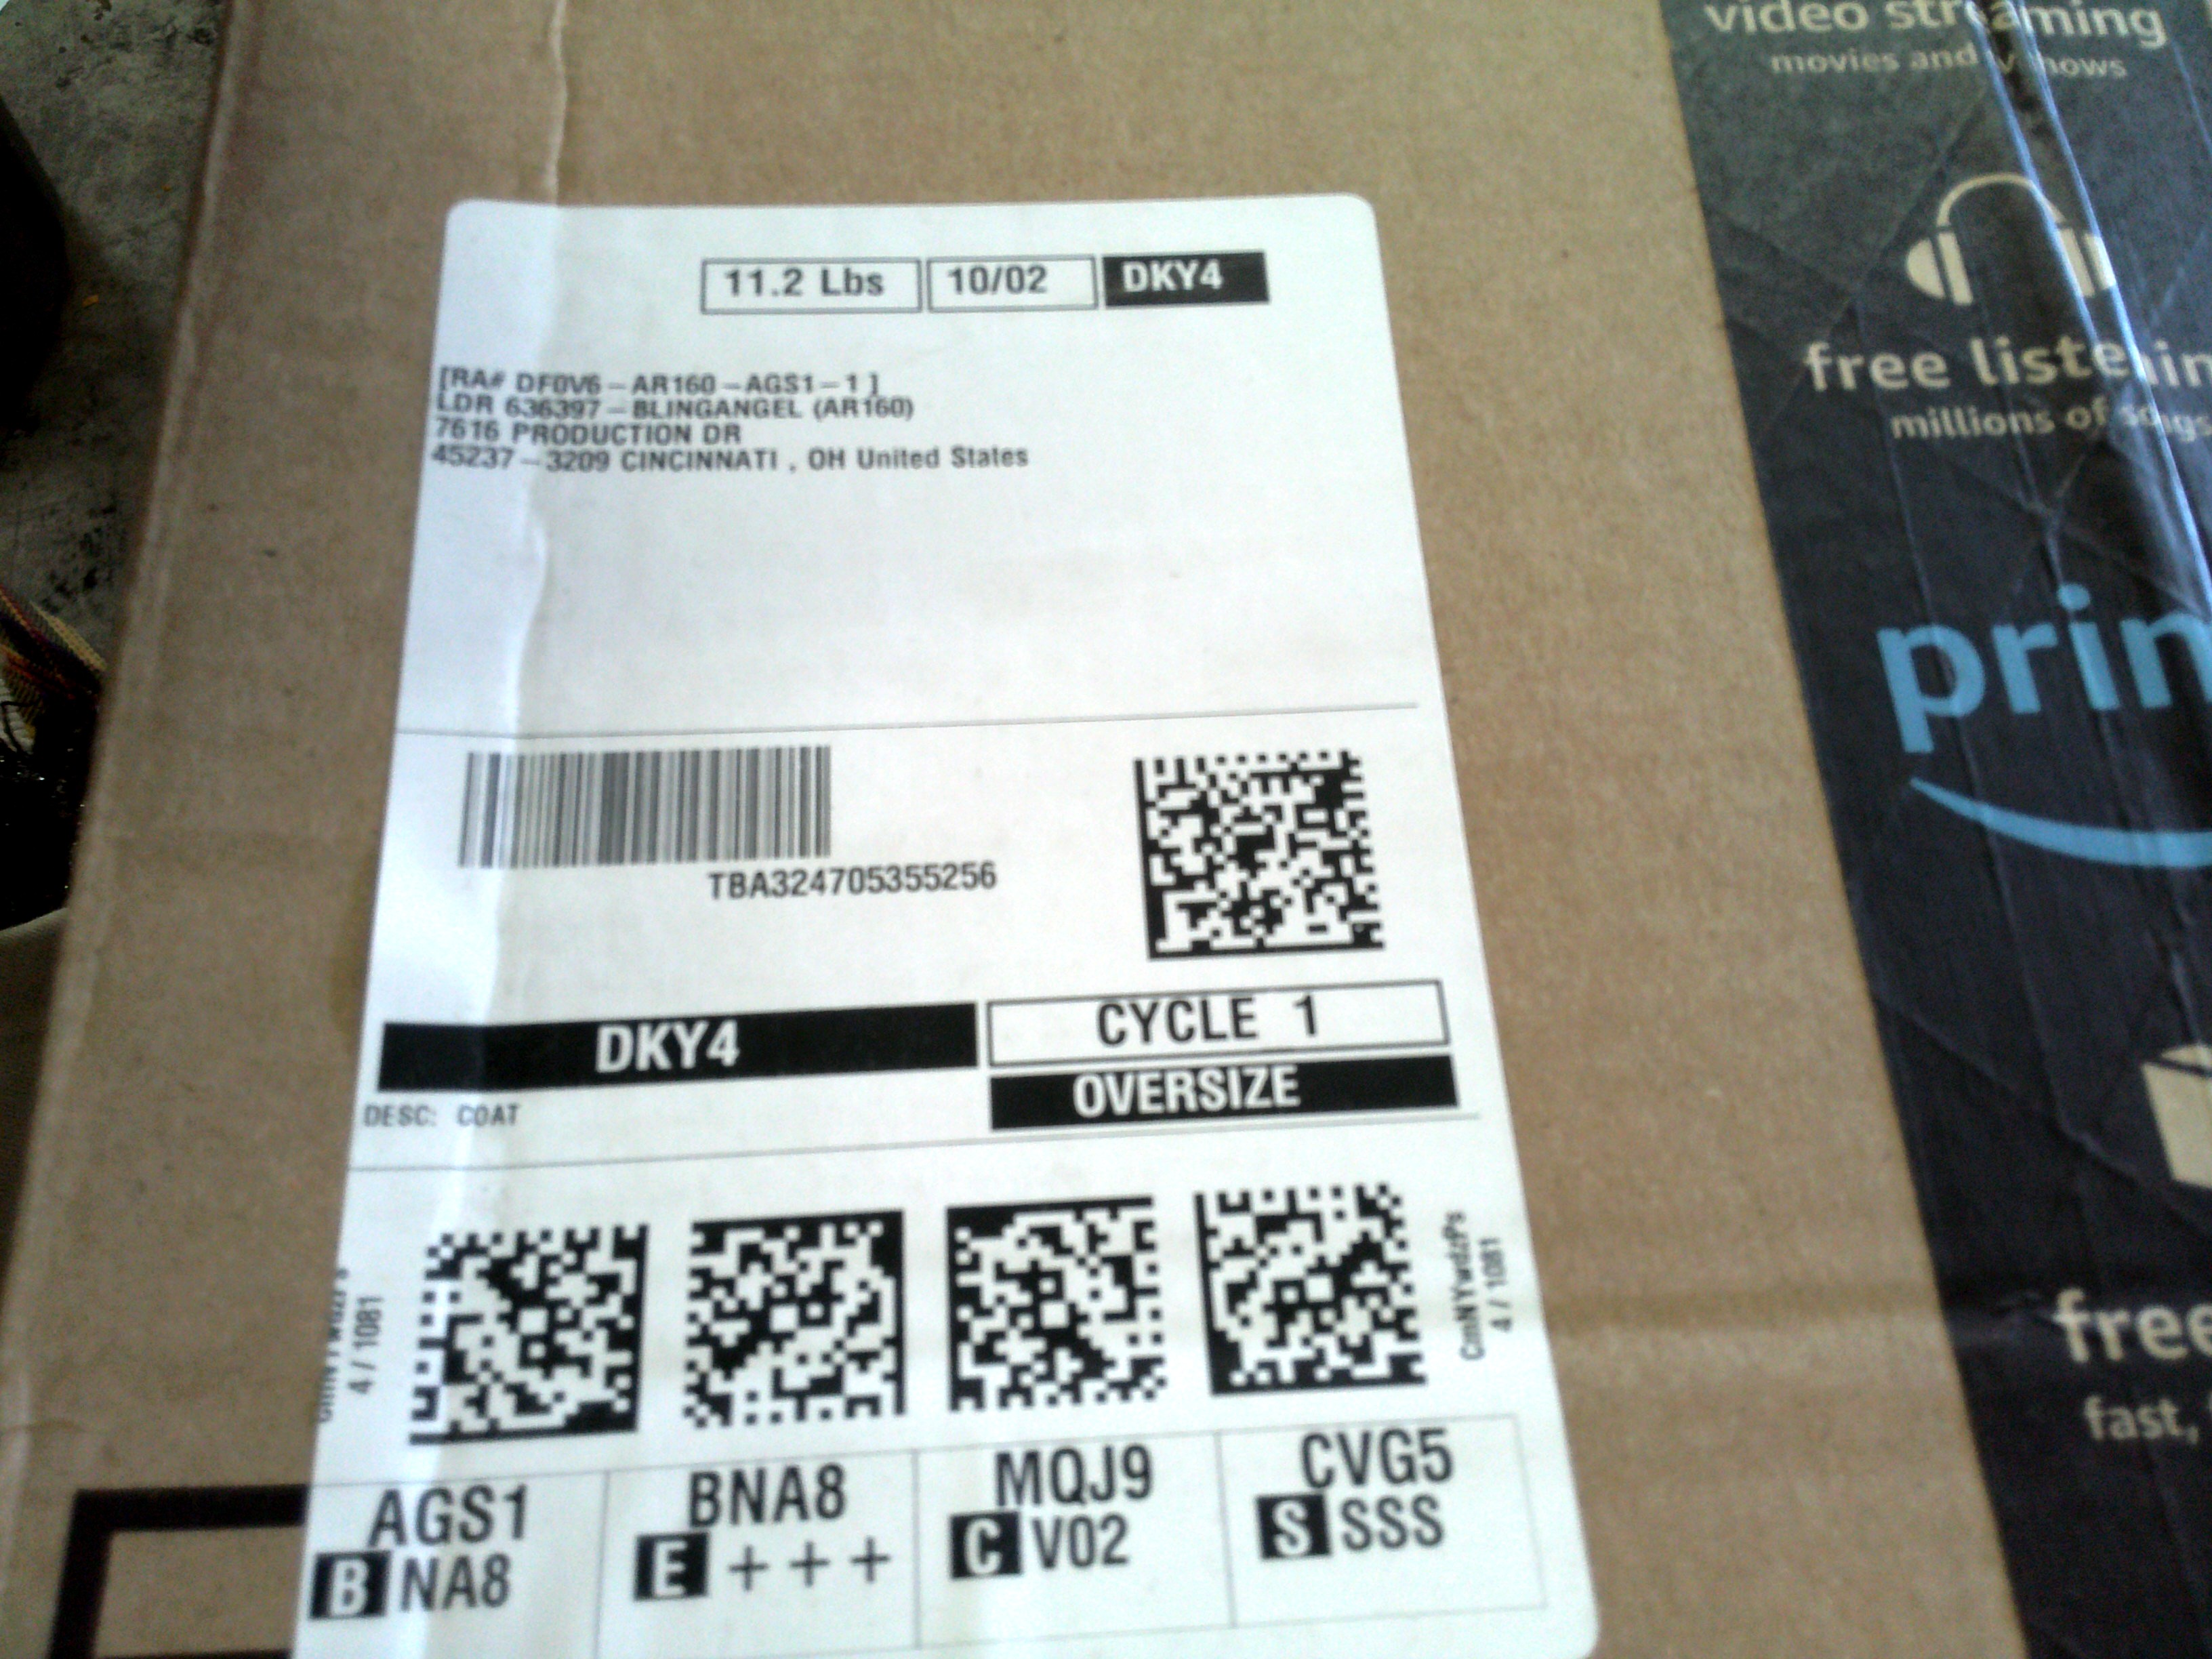 11.2 Lbs 10/02 DKY4
[RA# DF0V6-AR160-AGS1-1 ]
LDR 636397-BLINGANGEL (AR160)
7616 PRODUCTION DR
45237-3209 CINCINNATI , OH United States
TBA324705355256
DKY4
CYCLE 1
OVERSIZE
DESC: COAT
4 / 1081
CmNYwdzPs
4 / 1081
AGS1
B NA8
BNA8
E +++
MQJ9
C V02
CVG5
S SSS
video streaming
movies and
free
millions of songs
free
fast,